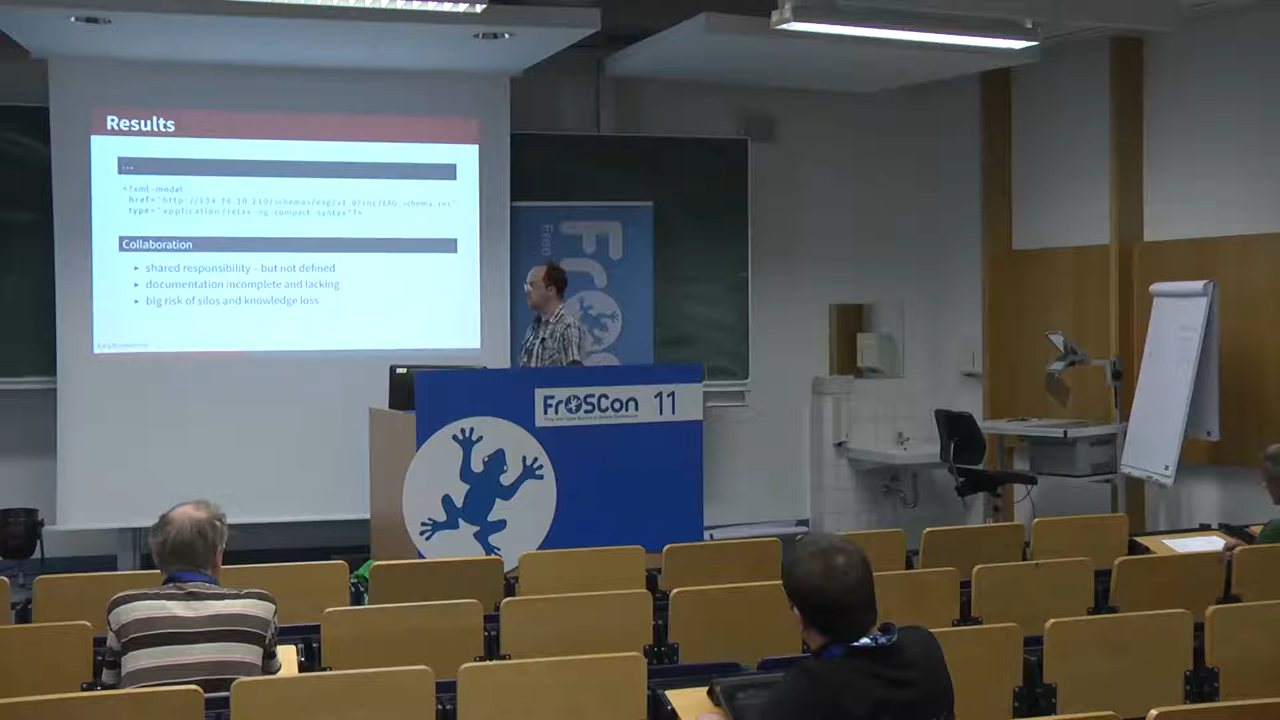 Results
...
<?xml-model
type="application/relax-ng-compact-syntax"?>
Collaboration
▸ shared responsibility – but not defined
▸ documentation incomplete and lacking
▸ big risk of silos and knowledge loss
FrOSCon 11